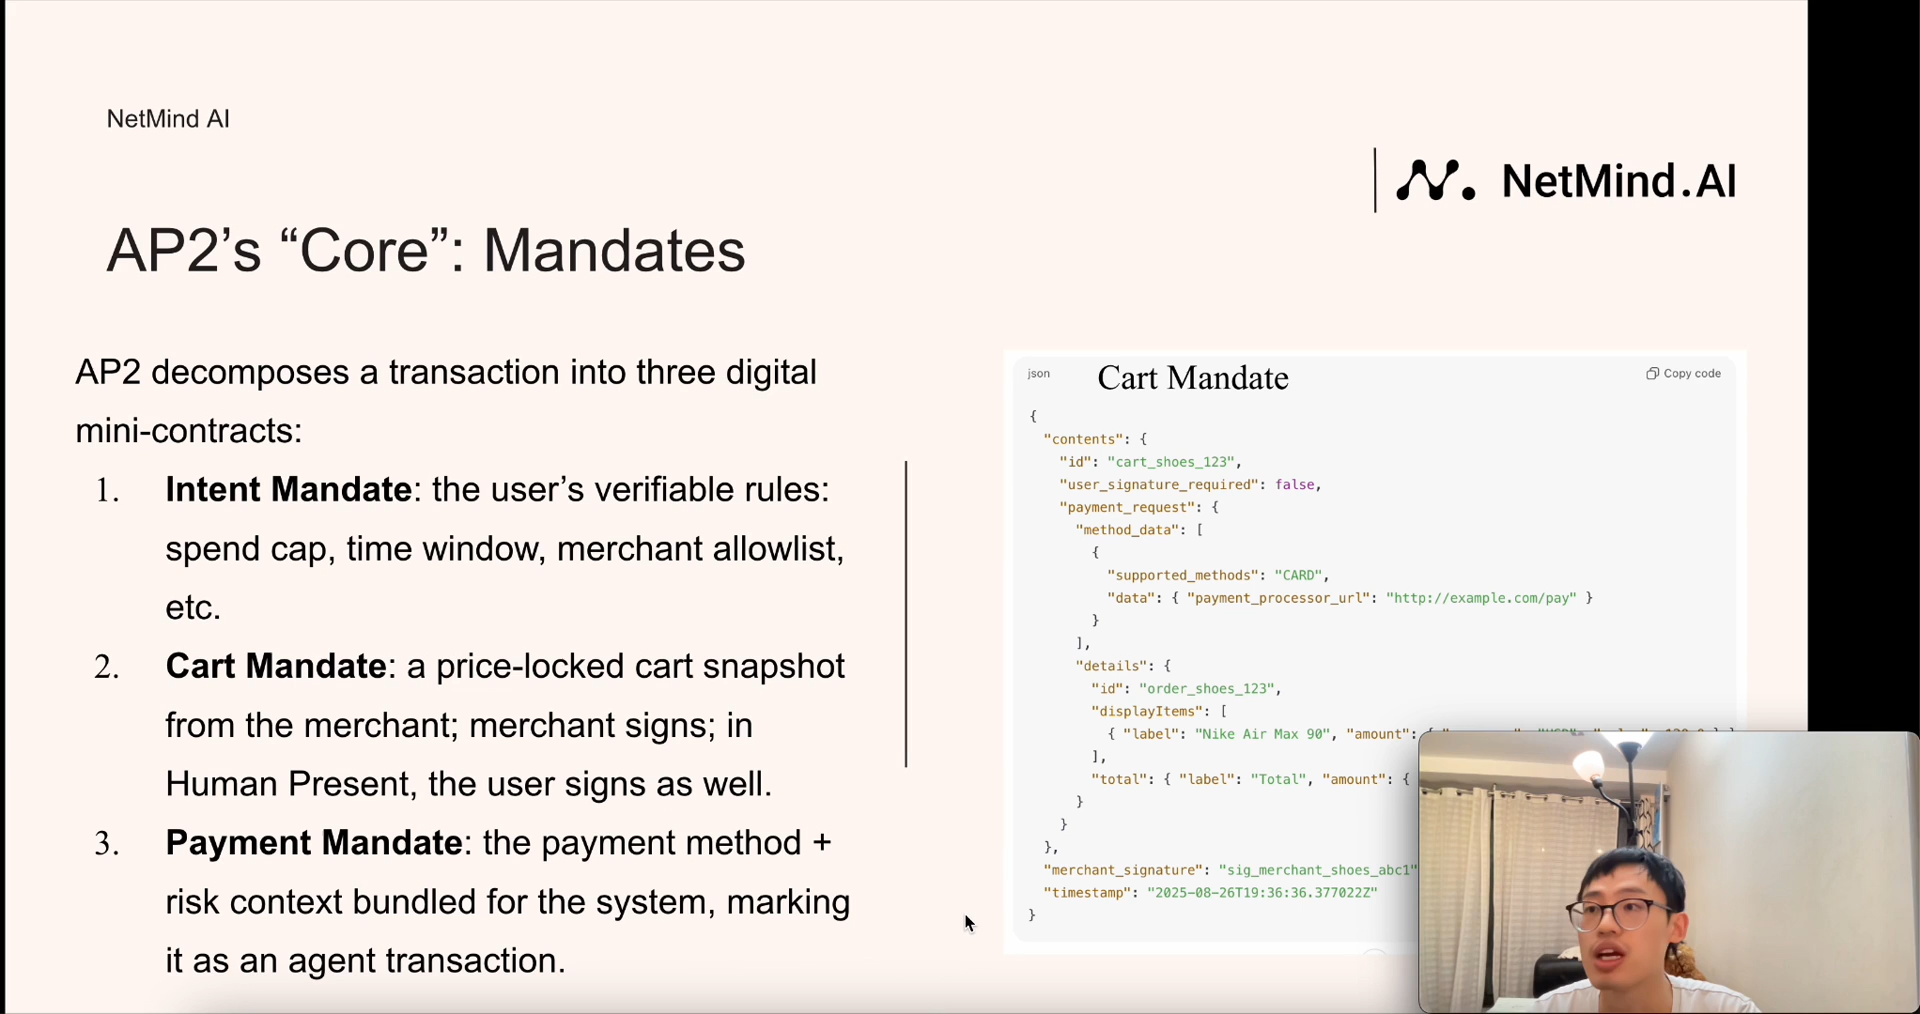 NetMind AI
NetMind.AI
AP2’s “Core”: Mandates
AP2 decomposes a transaction into three digital
mini-contracts:
1. Intent Mandate: the user’s verifiable rules:
spend cap, time window, merchant allowlist,
etc.
2. Cart Mandate: a price-locked cart snapshot
from the merchant; merchant signs; in
Human Present, the user signs as well.
3. Payment Mandate: the payment method +
risk context bundled for the system, marking
it as an agent transaction.
json Cart Mandate Copy code
{
"contents": {
"id": "cart_shoes_123",
"user_signature_required": false,
"payment_request": {
"method_data": [
{
"supported_methods": "CARD",
"data": { "payment_processor_url": "http://example.com/pay" }
}
],
"details": {
"id": "order_shoes_123",
"displayItems": [
{ "label": "Nike Air Max 90", "amount": {
],
"total": { "label": "Total", "amount": {
}
}
},
"merchant_signature": "sig_merchant_shoes_abc1"
"timestamp": "2025-08-26T19:36:36.377022Z"
}